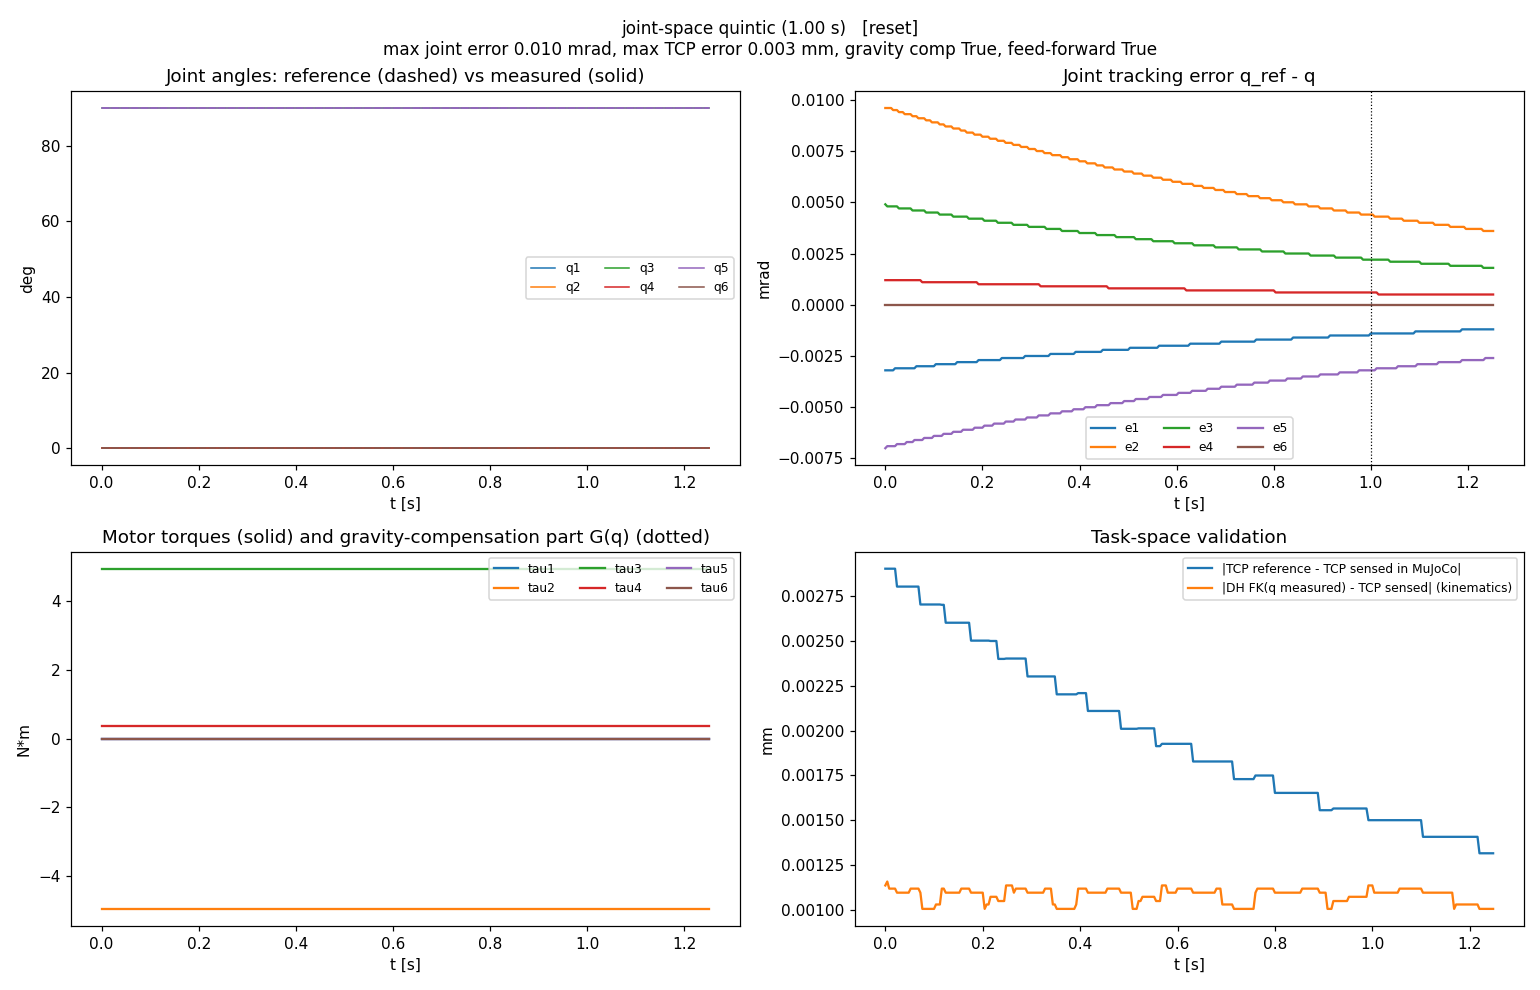 joint-space quintic (1.00 s)   [reset]
max joint error 0.010 mrad, max TCP error 0.003 mm, gravity comp True, feed-forward True
Joint angles: reference (dashed) vs measured (solid)
80
60
40
20
0
deg
q1 q3 q5
q2 q4 q6
0.0 0.2 0.4 0.6 0.8 1.0 1.2
t [s]
Joint tracking error q_ref - q
0.0100
0.0075
0.0050
0.0025
0.0000
−0.0025
−0.0050
−0.0075
mrad
e1 e3 e5
e2 e4 e6
0.0 0.2 0.4 0.6 0.8 1.0 1.2
t [s]
Motor torques (solid) and gravity-compensation part G(q) (dotted)
tau1 tau3 tau5
tau2 tau4 tau6
4
2
0
−2
−4
N*m
0.0 0.2 0.4 0.6 0.8 1.0 1.2
t [s]
Task-space validation
|TCP reference - TCP sensed in MuJoCo|
|DH FK(q measured) - TCP sensed| (kinematics)
0.00275
0.00250
0.00225
0.00200
0.00175
0.00150
0.00125
0.00100
mm
0.0 0.2 0.4 0.6 0.8 1.0 1.2
t [s]